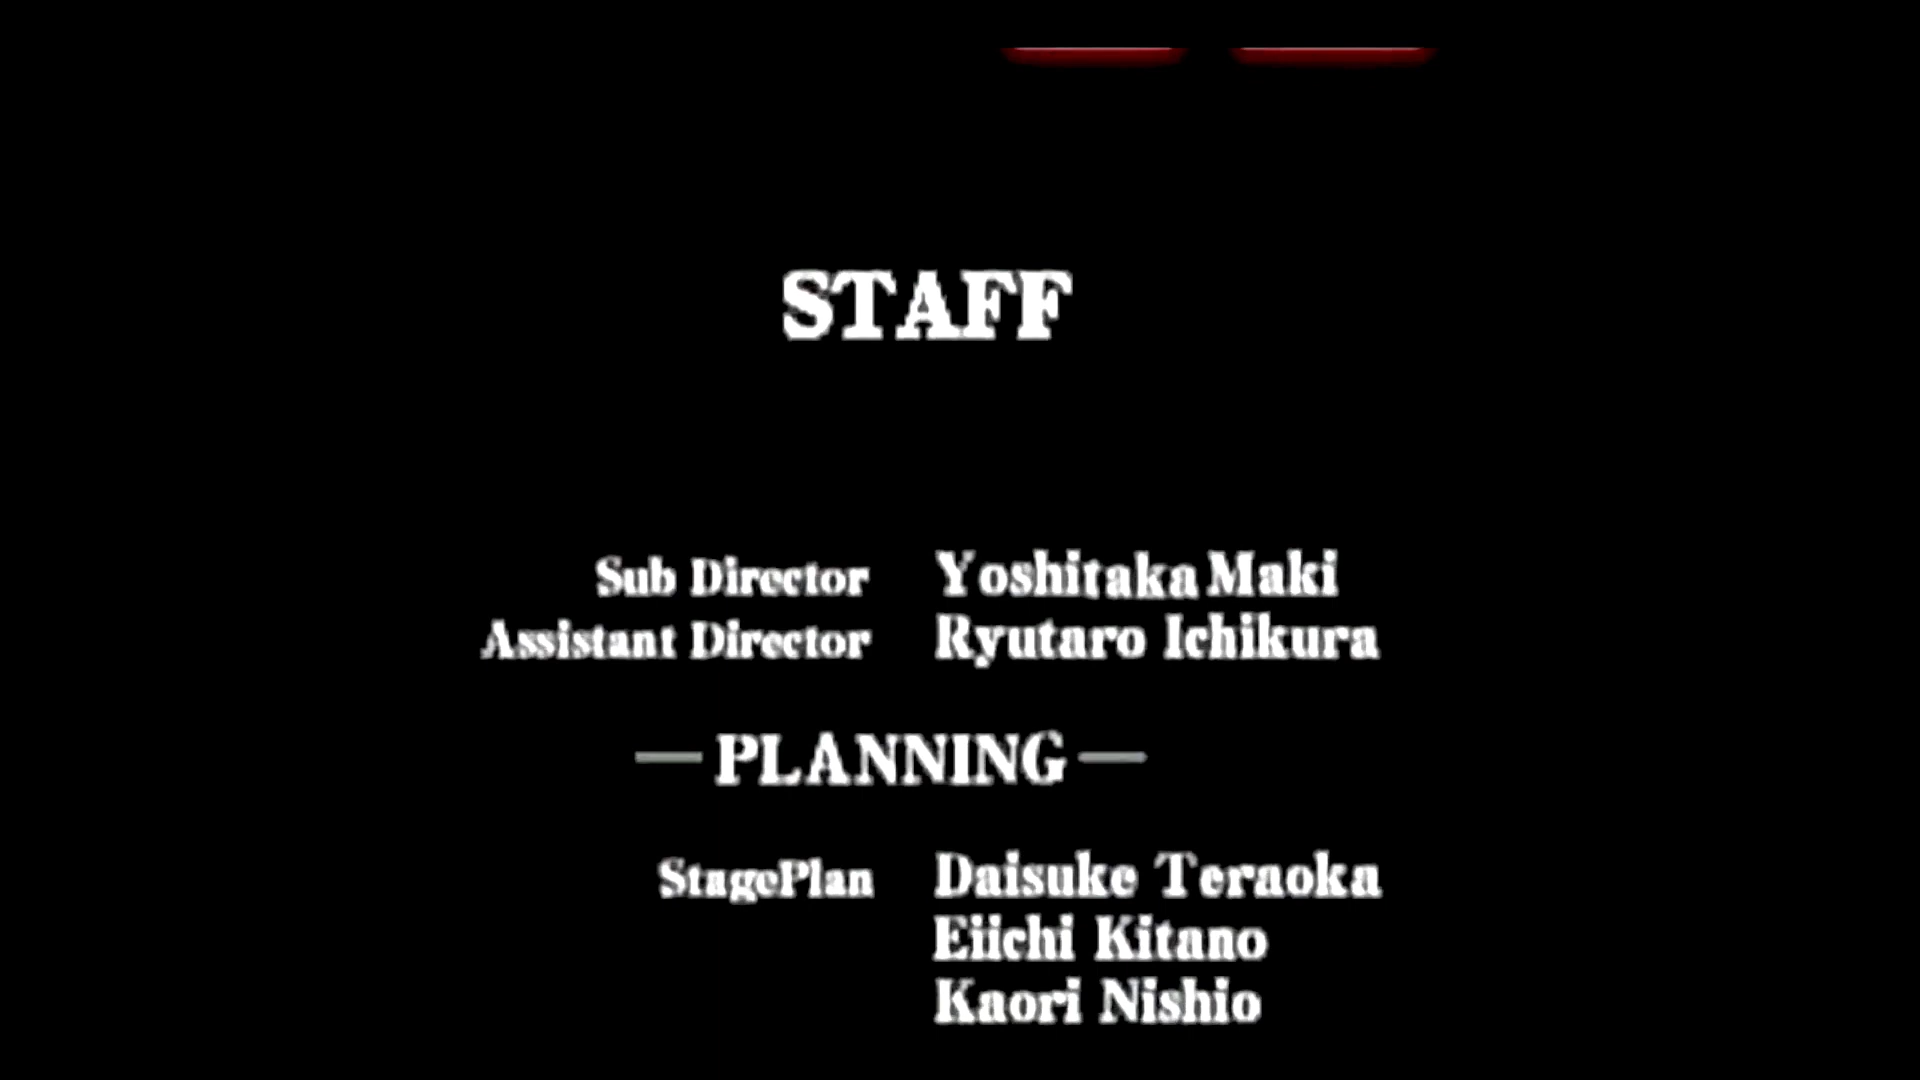 STAFF
Sub Director Yoshitaka Maki
Assistant Director Ryutaro Ichikura
—PLANNING—
StagePlan Daisuke Teraoka
Eiichi Kitano
Kaori Nishio